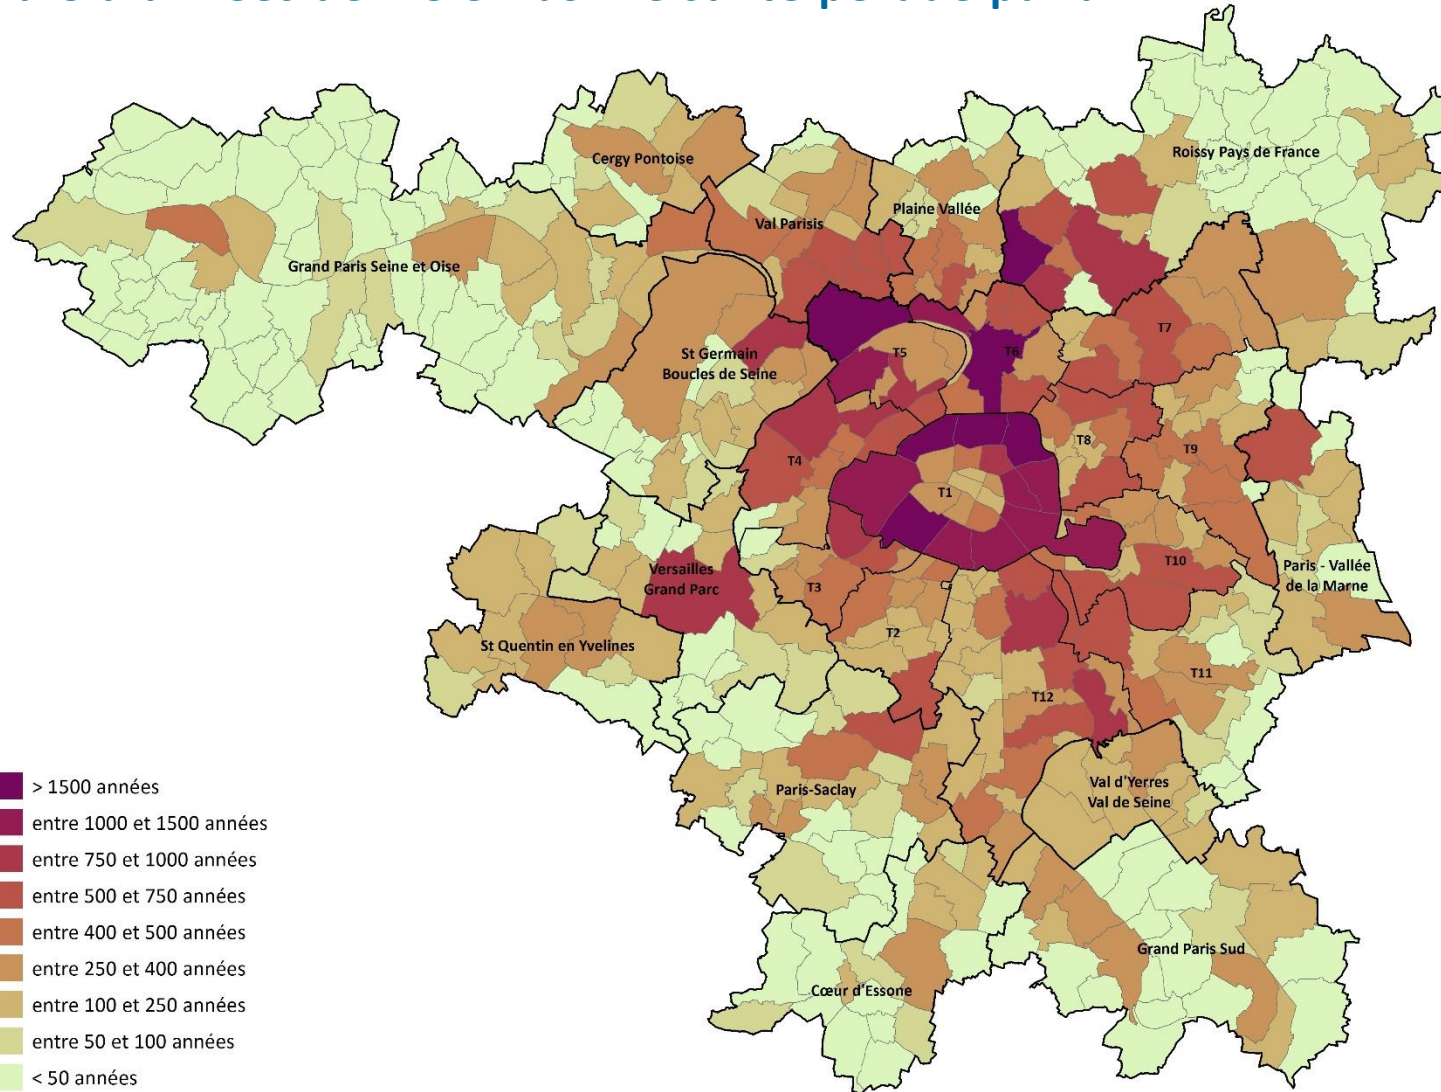 Cergy Pontoise
Roissy Pays de France
Plaine Vallée
Val Parisis
Grand Paris Seine et Oise
T7
T6
T5
St Germain
Boucles de Seine
T8
T9
T4
T1
T10
Versailles
Grand Parc
Paris - Vallée
de la Marne
T3
T2
St Quentin en Yvelines
T11
T12
Val d'Yerres
Val de Seine
Paris-Saclay
Grand Paris Sud
Cœur d'Essone
> 1500 années
entre 1000 et 1500 années
entre 750 et 1000 années
entre 500 et 750 années
entre 400 et 500 années
entre 250 et 400 années
entre 100 et 250 années
entre 50 et 100 années
< 50 années